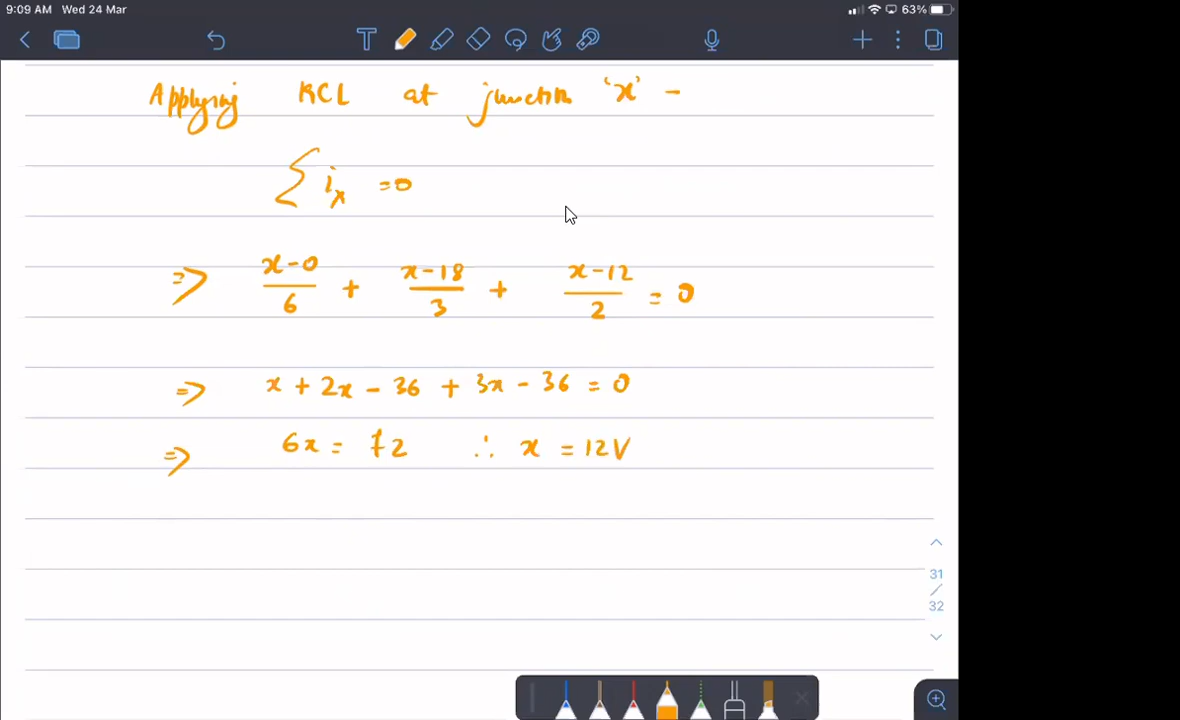 9:09 AM Wed 24 Mar 63%
Applying KCL at junction 'x' -
∑ i_x = 0
=> (x-0)/6 + (x-18)/3 + (x-12)/2 = 0
=> x + 2x - 36 + 3x - 36 = 0
=> 6x = 72 ∴ x = 12V
31
/
32